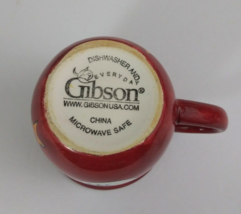 DISHWASHER AND
EVERYDAY
Gibson®
WWW.GIBSONUSA.COM
CHINA
MICROWAVE SAFE